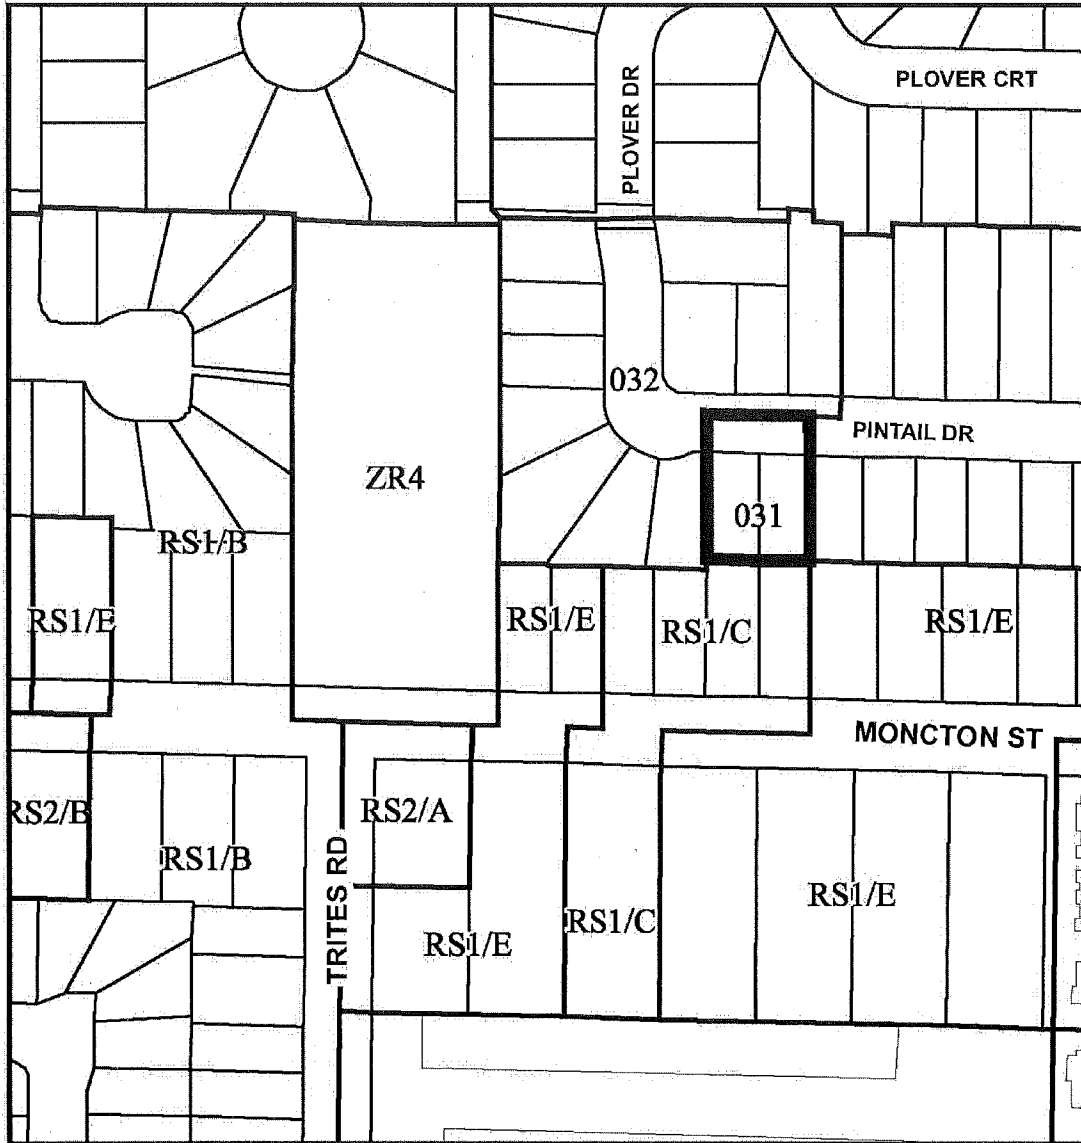 PLOVER CRT
PLOVER DR
032
PINTAIL DR
ZR4
031
RS1/B
RS1/E
RS1/E
RS1/C
RS1/E
MONCTON ST
RS2/B
RS2/A
RS1/B
TRITES RD
RS1/E
RS1/C
RS1/E